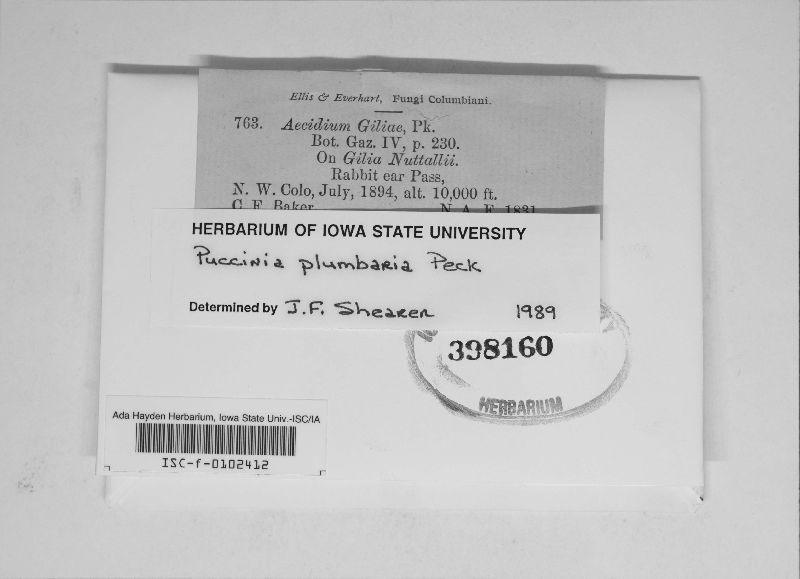 Ellis & Everhart, Fungi Columbiani.
763. Aecidium Giliae, Pk.
Bot. Gaz. IV, p. 230.
On Gilia Nuttallii.
Rabbit ear Pass,
N. W. Colo, July, 1894, alt. 10,000 ft.
C. F. Baker. N. A. F. 1831
HERBARIUM OF IOWA STATE UNIVERSITY
Puccinia plumbaria Peck
Determined by J.F. Shearer 1989
398160
HERBARIUM
Ada Hayden Herbarium, Iowa State Univ.-ISC/IA
ISC-f-0102412